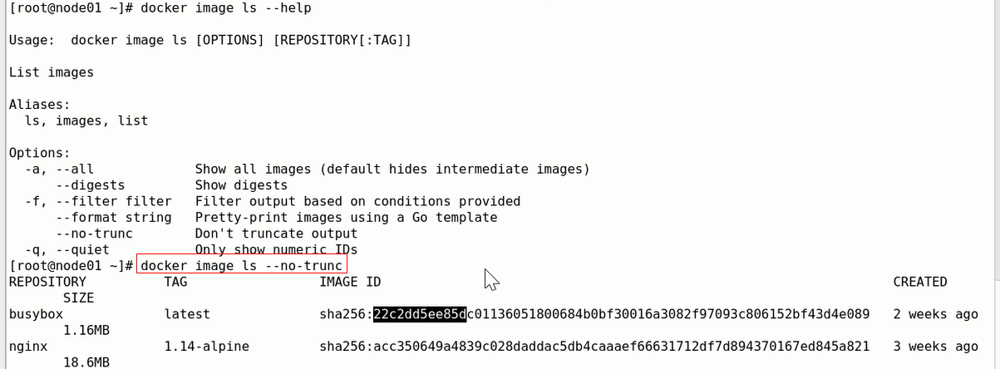 [root@node01 ~]# docker image ls --help
Usage:  docker image ls [OPTIONS] [REPOSITORY[:TAG]]
List images
Aliases:
  ls, images, list
Options:
  -a, --all             Show all images (default hides intermediate images)
      --digests         Show digests
  -f, --filter filter   Filter output based on conditions provided
      --format string   Pretty-print images using a Go template
      --no-trunc        Don't truncate output
  -q, --quiet           Only show numeric IDs
[root@node01 ~]# docker image ls --no-trunc
REPOSITORY          TAG                 IMAGE ID                                                                  CREATED
       SIZE
busybox             latest              sha256:22c2dd5ee85dc01136051800684b0bf30016a3082f97093c806152bf43d4e089   2 weeks ago
       1.16MB
nginx               1.14-alpine         sha256:acc350649a4839c028daddac5db4caaaef66631712df7d894370167ed845a821   3 weeks ago
       18.6MB